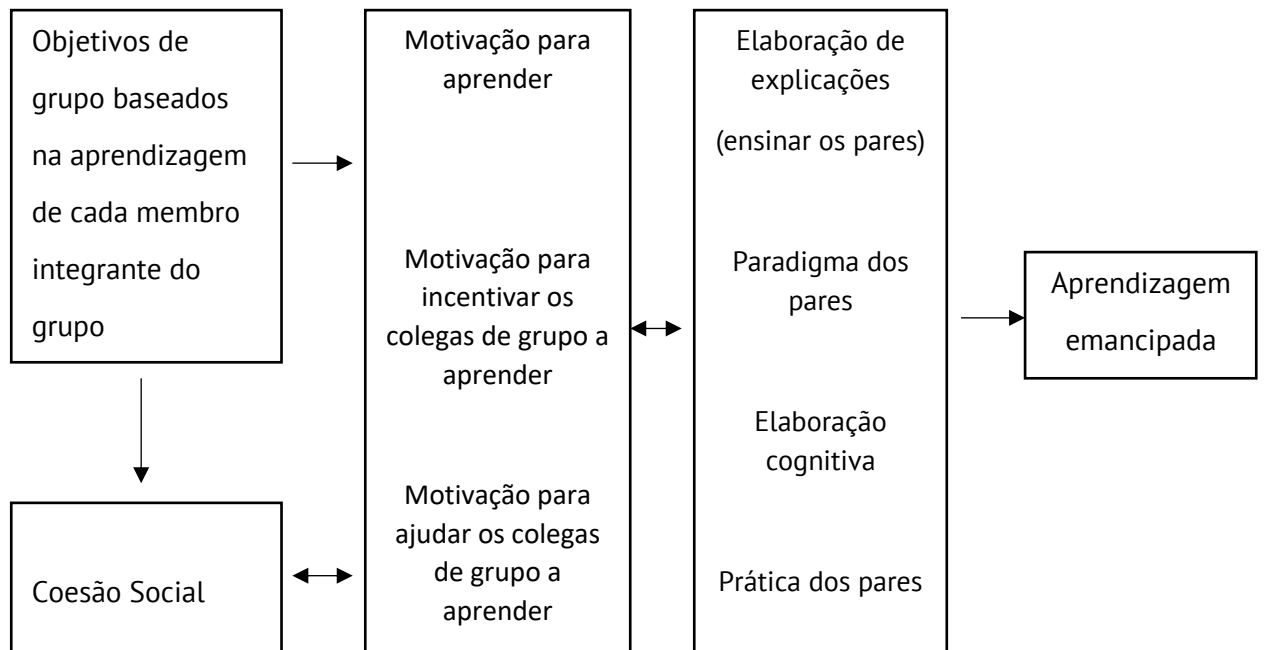 Objetivos de
grupo baseados
na aprendizagem
de cada membro
integrante do
grupo
Coesão Social
Motivação para
aprender
Motivação para
incentivar os
colegas de grupo a
aprender
Motivação para
ajudar os colegas
de grupo a
aprender
Elaboração de
explicações
(ensinar os pares)
Paradigma dos
pares
Elaboração
cognitiva
Prática dos pares
Aprendizagem
emancipada